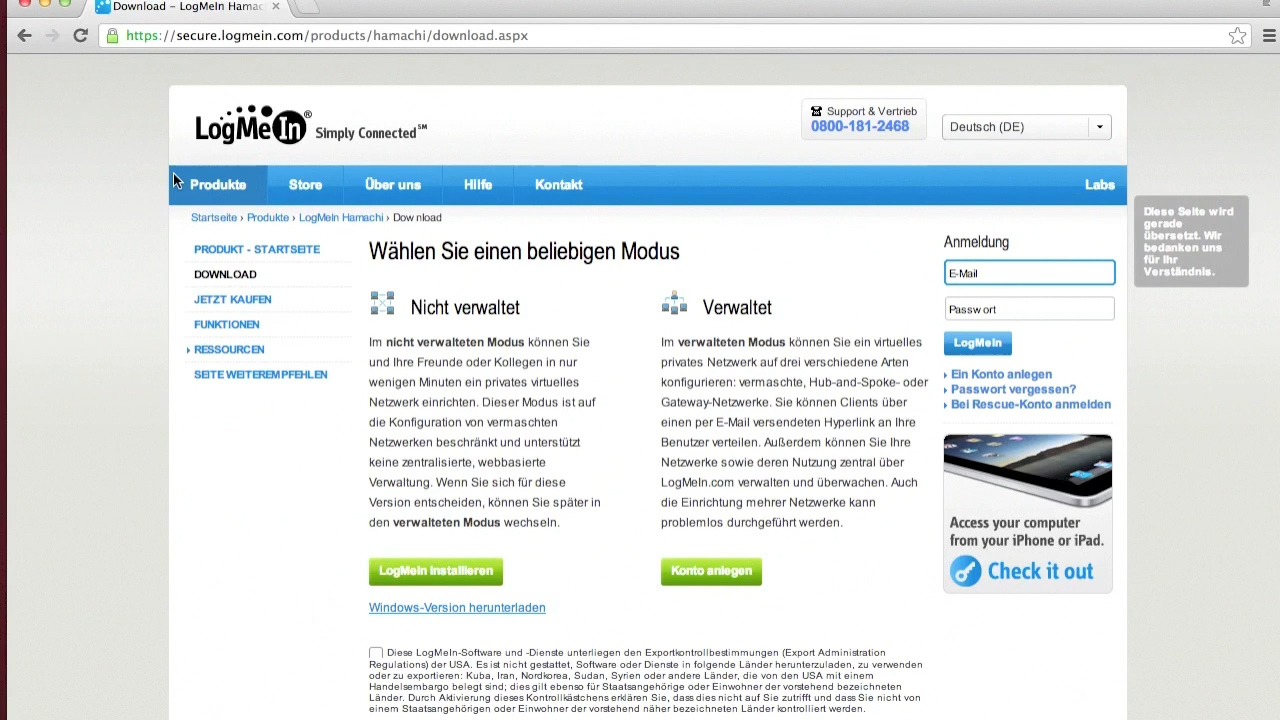 Download – LogMeIn Hamac
https://secure.logmein.com/products/hamachi/download.aspx
LogMeIn® Simply Connected℠
Support & Vertrieb
0800-181-2468
Deutsch (DE)
Produkte Store Über uns Hilfe Kontakt Labs
Startseite › Produkte › LogMeIn Hamachi › Download
Diese Seite wird
gerade
übersetzt. Wir
bedanken uns
für Ihr
Verständnis.
PRODUKT - STARTSEITE
DOWNLOAD
JETZT KAUFEN
FUNKTIONEN
RESSOURCEN
SEITE WEITEREMPFEHLEN
Wählen Sie einen beliebigen Modus
Nicht verwaltet
Im nicht verwalteten Modus können Sie
und Ihre Freunde oder Kollegen in nur
wenigen Minuten ein privates virtuelles
Netzwerk einrichten. Dieser Modus ist auf
die Konfiguration von vermaschten
Netzwerken beschränkt und unterstützt
keine zentralisierte, webbasierte
Verwaltung. Wenn Sie sich für diese
Version entscheiden, können Sie später in
den verwalteten Modus wechseln.
LogMeIn installieren
Windows-Version herunterladen
Verwaltet
Im verwalteten Modus können Sie ein virtuelles
privates Netzwerk auf drei verschiedene Arten
konfigurieren: vermaschte, Hub-and-Spoke- oder
Gateway-Netzwerke. Sie können Clients über
einen per E-Mail versendeten Hyperlink an Ihre
Benutzer verteilen. Außerdem können Sie Ihre
Netzwerke sowie deren Nutzung zentral über
LogMeIn.com verwalten und überwachen. Auch
die Einrichtung mehrer Netzwerke kann
problemlos durchgeführt werden.
Konto anlegen
Diese LogMeIn-Software und -Dienste unterliegen den Exportkontrollbestimmungen (Export Administration
Regulations) der USA. Es ist nicht gestattet, Software oder Dienste in folgende Länder herunterzuladen, zu verwenden
oder zu exportieren: Kuba, Iran, Nordkorea, Sudan, Syrien oder andere Länder, die von den USA mit einem
Handelsembargo belegt sind; dies gilt ebenso für Staatsangehörige oder Einwohner der vorstehend bezeichneten
Länder. Durch Aktivierung dieses Kontrollkästchens erklären Sie, dass dies nicht auf Sie zutrifft und dass Sie nicht von
einem Staatsangehörigen oder Einwohner der vorstehend näher bezeichneten Länder kontrolliert werden.
Anmeldung
E-Mail
Passwort
LogMeIn
Ein Konto anlegen
Passwort vergessen?
Bei Rescue-Konto anmelden
Access your computer
from your iPhone or iPad.
Check it out